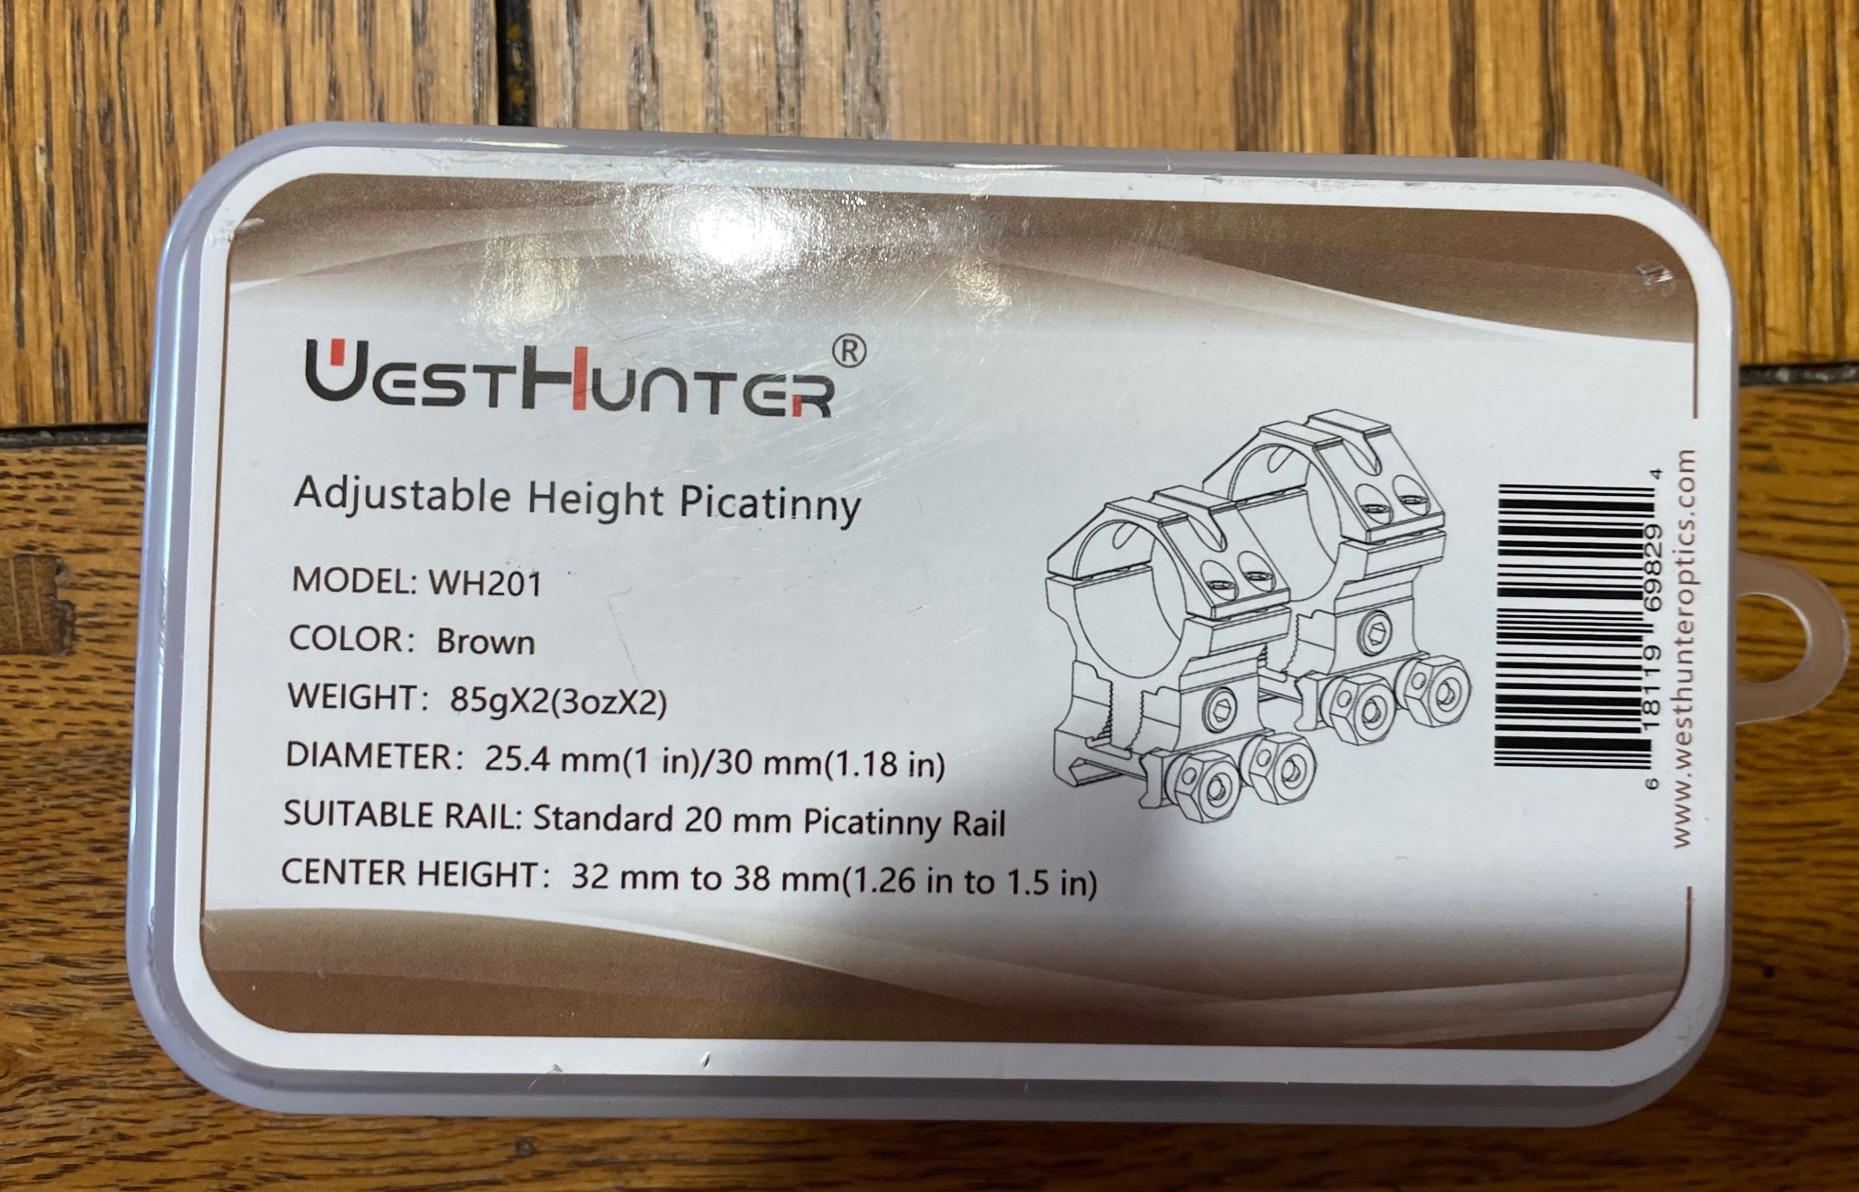 WESTHUNTER®
Adjustable Height Picatinny
MODEL: WH201
COLOR: Brown
WEIGHT: 85gX2(3ozX2)
DIAMETER: 25.4 mm(1 in)/30 mm(1.18 in)
SUITABLE RAIL: Standard 20 mm Picatinny Rail
CENTER HEIGHT: 32 mm to 38 mm(1.26 in to 1.5 in)
6 18119 69829 4
www.westhunteroptics.com